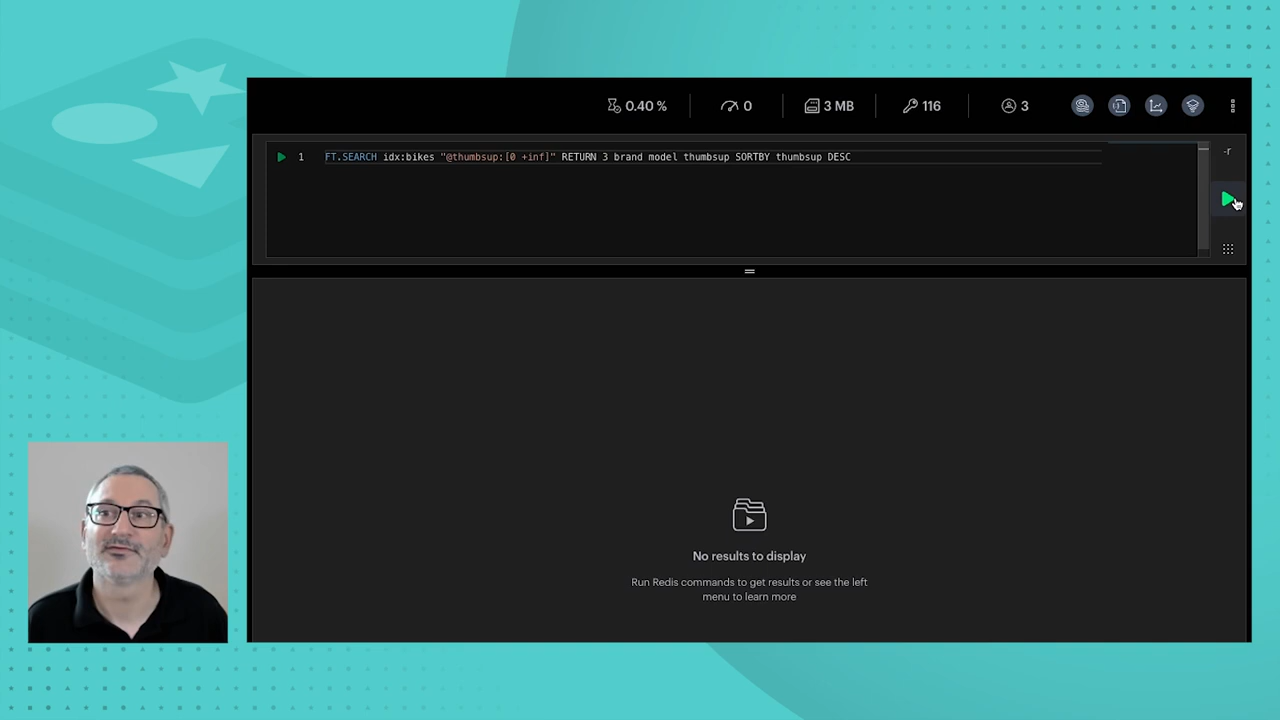 0.40 %
0
3 MB
116
3
1
FT.SEARCH idx:bikes "@thumbsup:[0 +inf]" RETURN 3 brand model thumbsup SORTBY thumbsup DESC
-r
No results to display
Run Redis commands to get results or see the left
menu to learn more